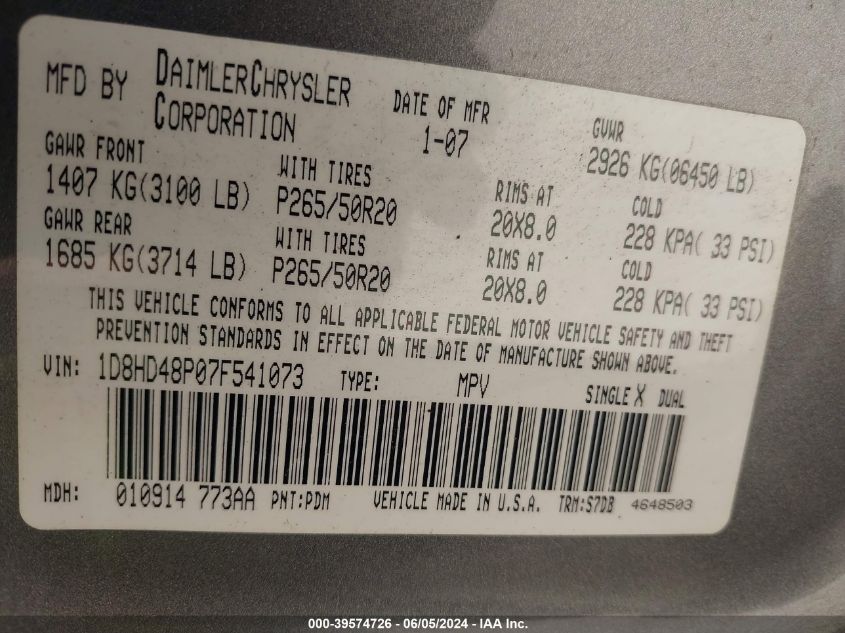 MFD BY DAIMLERCHRYSLER CORPORATION DATE OF MFR 1-07 GVWR 2926 KG(06450 LB)
GAWR FRONT WITH TIRES RIMS AT COLD
1407 KG(3100 LB) P265/50R20 20X8.0 228 KPA( 33 PSI)
GAWR REAR WITH TIRES RIMS AT COLD
1685 KG(3714 LB) P265/50R20 20X8.0 228 KPA( 33 PSI)
THIS VEHICLE CONFORMS TO ALL APPLICABLE FEDERAL MOTOR VEHICLE SAFETY AND THEFT
PREVENTION STANDARDS IN EFFECT ON THE DATE OF MANUFACTURE SHOWN ABOVE.
VIN: 1D8HD48P07F541073 TYPE: MPV SINGLE X DUAL
MDH: 010914 773AA PNT:PDM VEHICLE MADE IN U.S.A. TRM:S7DB 4648503
000-39574726 - 06/05/2024 - IAA Inc.